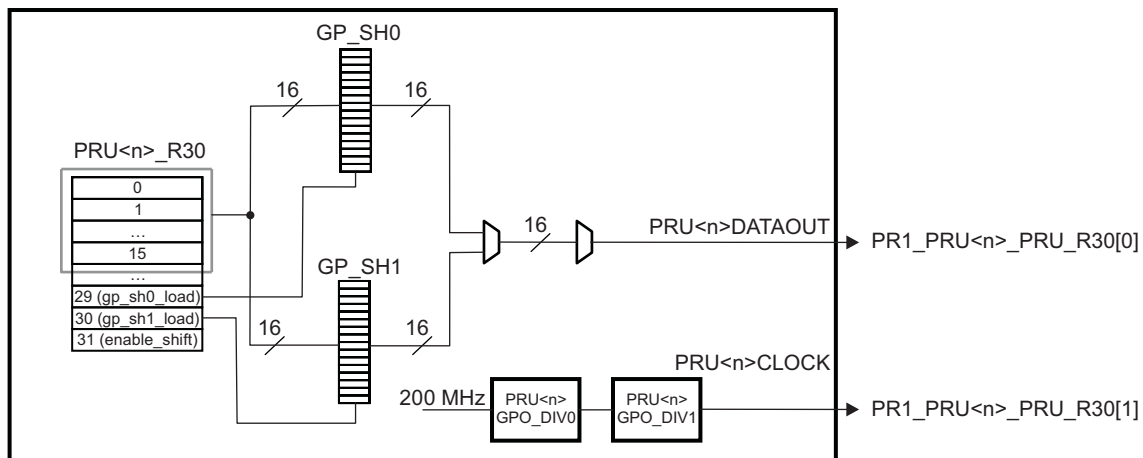 GP_SH0
16
16
PRU<n>_R30
0
1
...
15
...
29 (gp_sh0_load)
30 (gp_sh1_load)
31 (enable_shift)
GP_SH1
16
16
16
PRU<n>DATAOUT
PR1_PRU<n>_PRU_R30[0]
PRU<n>CLOCK
200 MHz
PRU<n>
GPO_DIV0
PRU<n>
GPO_DIV1
PR1_PRU<n>_PRU_R30[1]